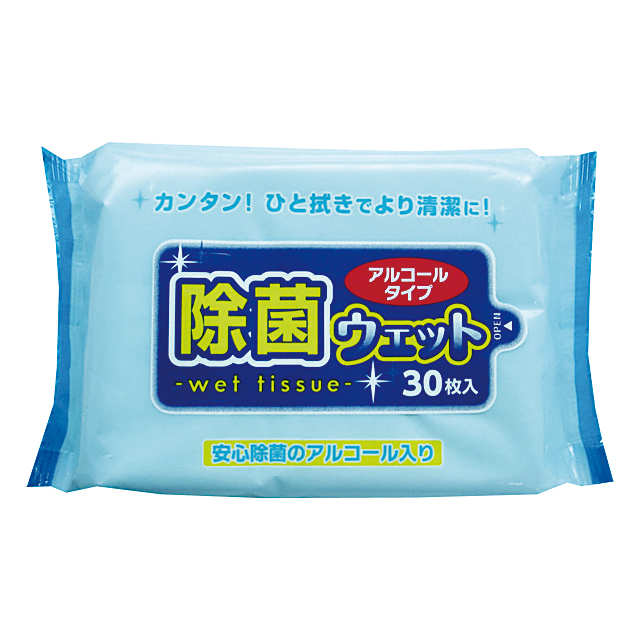 カンタン! ひと拭きでより清潔に!
アルコール
タイプ
除菌ウェット
OPEN
-wet tissue-
30枚入
安心除菌のアルコール入り